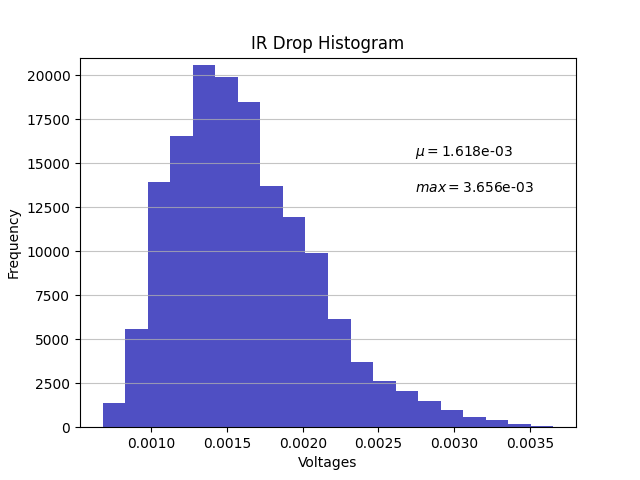 IR Drop Histogram
20000
17500
15000
12500
10000
7500
5000
2500
0
Frequency
μ = 1.618e-03
max = 3.656e-03
0.0010 0.0015 0.0020 0.0025 0.0030 0.0035
Voltages